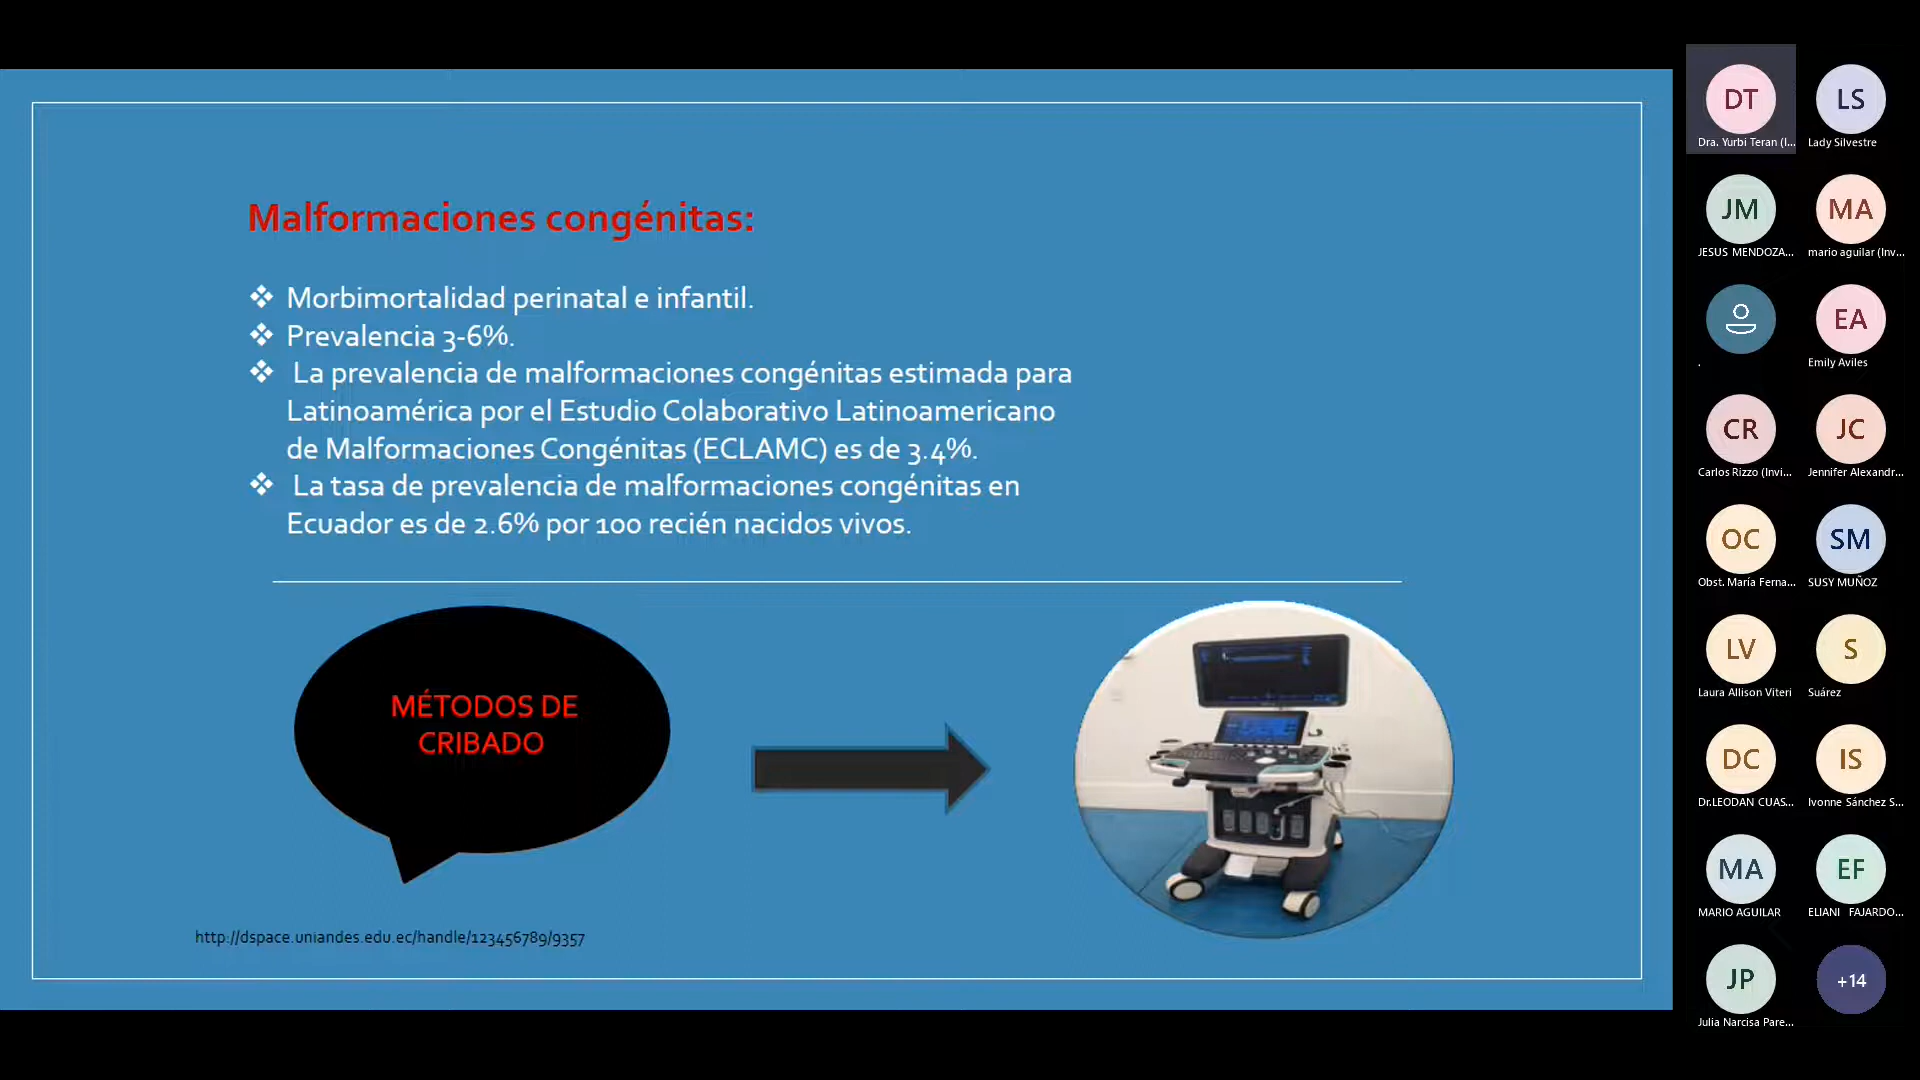 Malformaciones congénitas:
Morbimortalidad perinatal e infantil.
Prevalencia 3-6%.
La prevalencia de malformaciones congénitas estimada para
Latinoamérica por el Estudio Colaborativo Latinoamericano
de Malformaciones Congénitas (ECLAMC) es de 3.4%.
La tasa de prevalencia de malformaciones congénitas en
Ecuador es de 2.6% por 100 recién nacidos vivos.
MÉTODOS DE
CRIBADO
http://dspace.uniandes.edu.ec/handle/123456789/9357
DT
Dra. Yurbi Teran (I...
LS
Lady Silvestre
JM
JESUS MENDOZA...
MA
mario aguilar (Inv...
.
EA
Emily Aviles
CR
Carlos Rizzo (Invi...
JC
Jennifer Alexandr...
OC
Obst. María Ferna...
SM
SUSY MUÑOZ
LV
Laura Allison Viteri
S
Suárez
DC
Dr.LEODAN CUAS...
IS
Ivonne Sánchez S...
MA
MARIO AGUILAR
EF
ELIANI FAJARDO...
JP
Julia Narcisa Pare...
+14